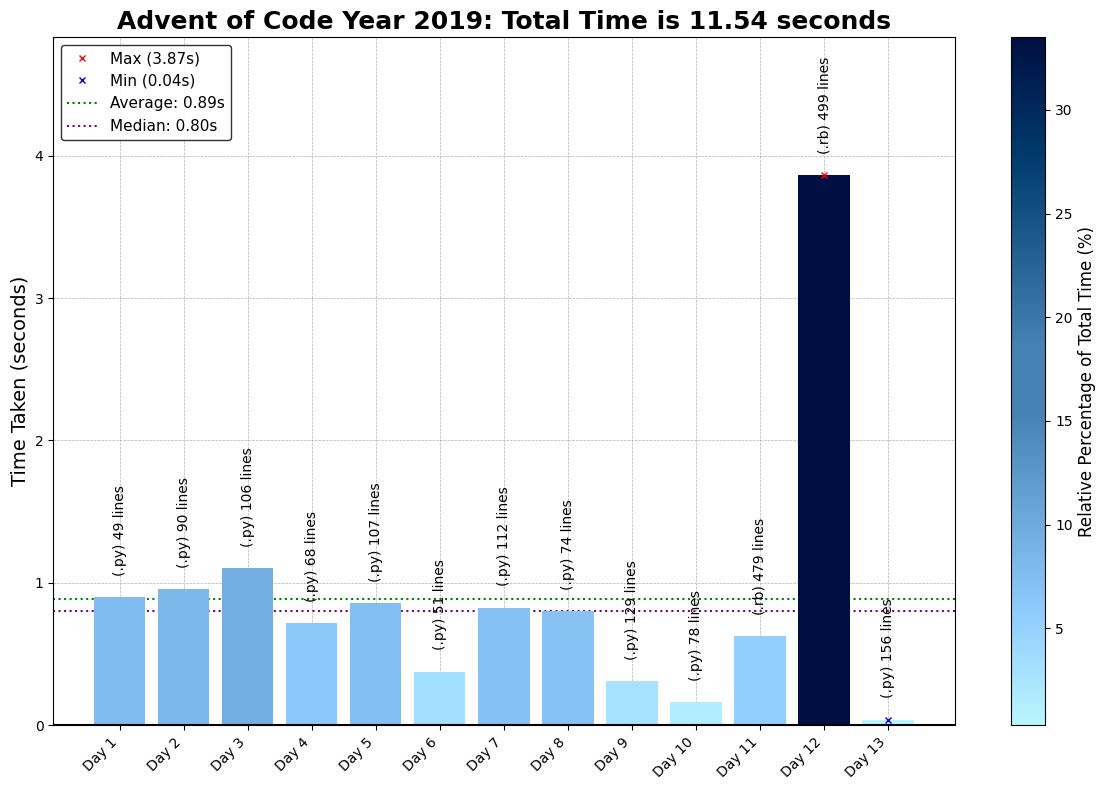 Advent of Code Year 2019: Total Time is 11.54 seconds
Max (3.87s)
Min (0.04s)
Average: 0.89s
Median: 0.80s
Time Taken (seconds)
4
3
2
1
0
(.py) 49 lines
(.py) 90 lines
(.py) 106 lines
(.py) 68 lines
(.py) 107 lines
(.py) 51 lines
(.py) 112 lines
(.py) 74 lines
(.py) 129 lines
(.py) 78 lines
(.rb) 479 lines
(.rb) 499 lines
(.py) 156 lines
Day 1
Day 2
Day 3
Day 4
Day 5
Day 6
Day 7
Day 8
Day 9
Day 10
Day 11
Day 12
Day 13
30
25
20
15
10
5
Relative Percentage of Total Time (%)